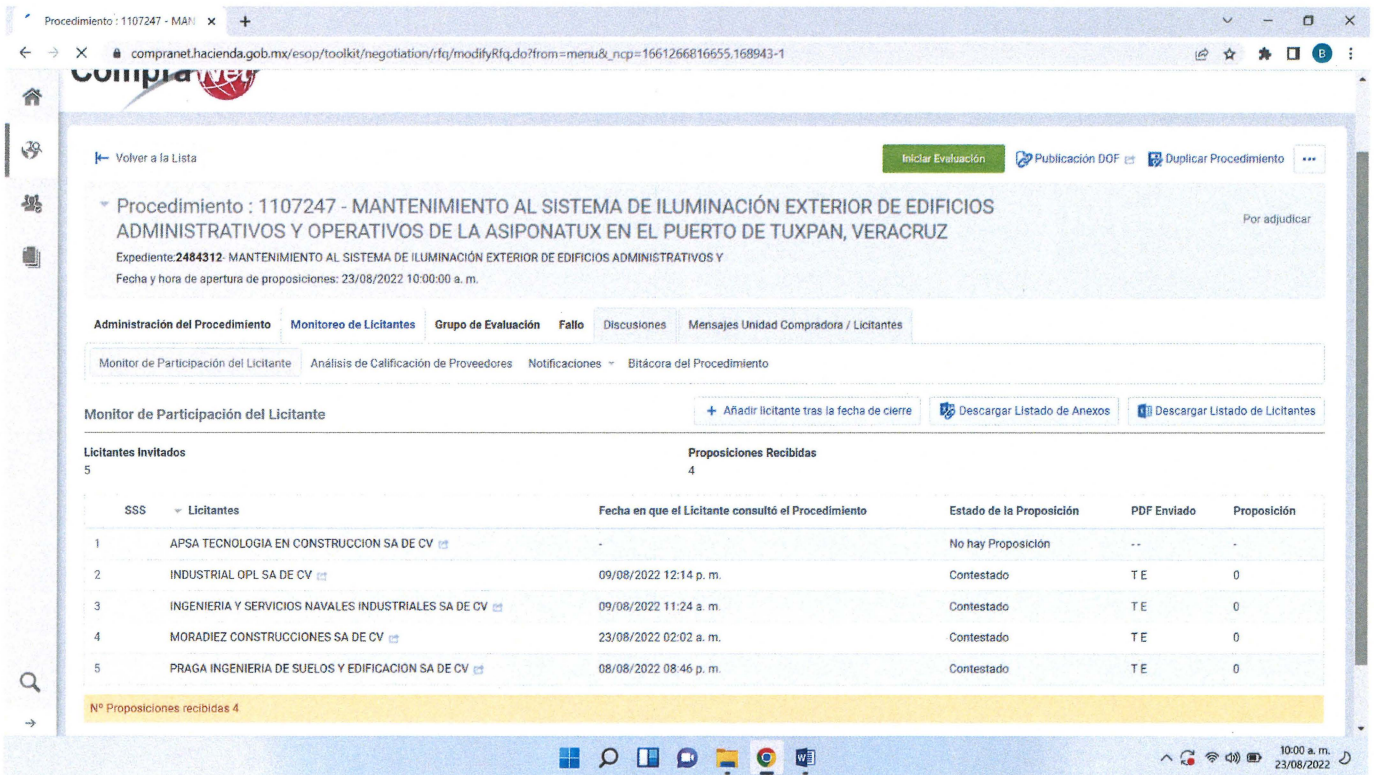 Procedimiento : 1107247 - MAN
compranet.hacienda.gob.mx/esop/toolkit/negotiation/rfq/modifyRfq.do?from=menu&_ncp=1661266816655.168943-1
B
CompraNet
Volver a la Lista
Iniciar Evaluación
Publicación DOF
Duplicar Procedimiento
Procedimiento : 1107247 - MANTENIMIENTO AL SISTEMA DE ILUMINACIÓN EXTERIOR DE EDIFICIOS
ADMINISTRATIVOS Y OPERATIVOS DE LA ASIPONATUX EN EL PUERTO DE TUXPAN, VERACRUZ
Por adjudicar
Expediente:2484312- MANTENIMIENTO AL SISTEMA DE ILUMINACIÓN EXTERIOR DE EDIFICIOS ADMINISTRATIVOS Y
Fecha y hora de apertura de proposiciones: 23/08/2022 10:00:00 a. m.
Administración del Procedimiento Monitoreo de Licitantes Grupo de Evaluación Fallo Discusiones Mensajes Unidad Compradora / Licitantes
Monitor de Participación del Licitante Análisis de Calificación de Proveedores Notificaciones Bitácora del Procedimiento
Monitor de Participación del Licitante
+ Añadir licitante tras la fecha de cierre
Descargar Listado de Anexos
Descargar Listado de Licitantes
Licitantes Invitados Proposiciones Recibidas
5 4
SSS Licitantes Fecha en que el Licitante consultó el Procedimiento Estado de la Proposición PDF Enviado Proposición
1 APSA TECNOLOGIA EN CONSTRUCCION SA DE CV - No hay Proposición -- -
2 INDUSTRIAL OPL SA DE CV 09/08/2022 12:14 p. m. Contestado T E 0
3 INGENIERIA Y SERVICIOS NAVALES INDUSTRIALES SA DE CV 09/08/2022 11:24 a. m. Contestado T E 0
4 MORADIEZ CONSTRUCCIONES SA DE CV 23/08/2022 02:02 a. m. Contestado T E 0
5 PRAGA INGENIERIA DE SUELOS Y EDIFICACION SA DE CV 08/08/2022 08:46 p. m. Contestado T E 0
Nº Proposiciones recibidas 4
10:00 a. m.
23/08/2022